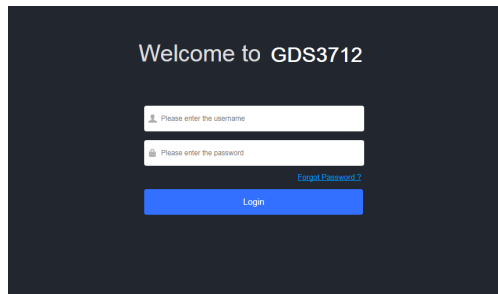 Welcome to GDS3712
Please enter the username
Please enter the password
Forgot Password ?
Login